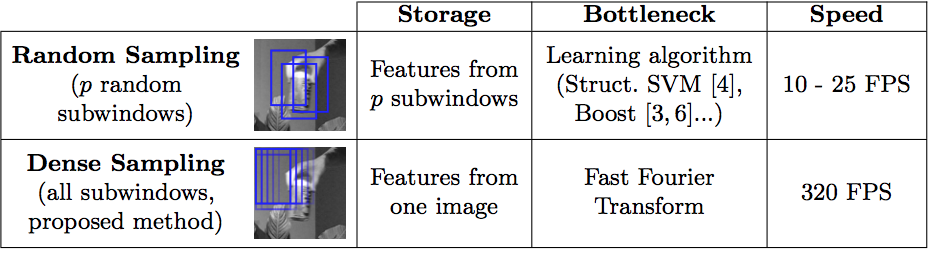 Storage Bottleneck Speed
Random Sampling
(p random
subwindows)
Features from
p subwindows
Learning algorithm
(Struct. SVM [4],
Boost [3, 6]...)
10 - 25 FPS
Dense Sampling
(all subwindows,
proposed method)
Features from
one image
Fast Fourier
Transform
320 FPS